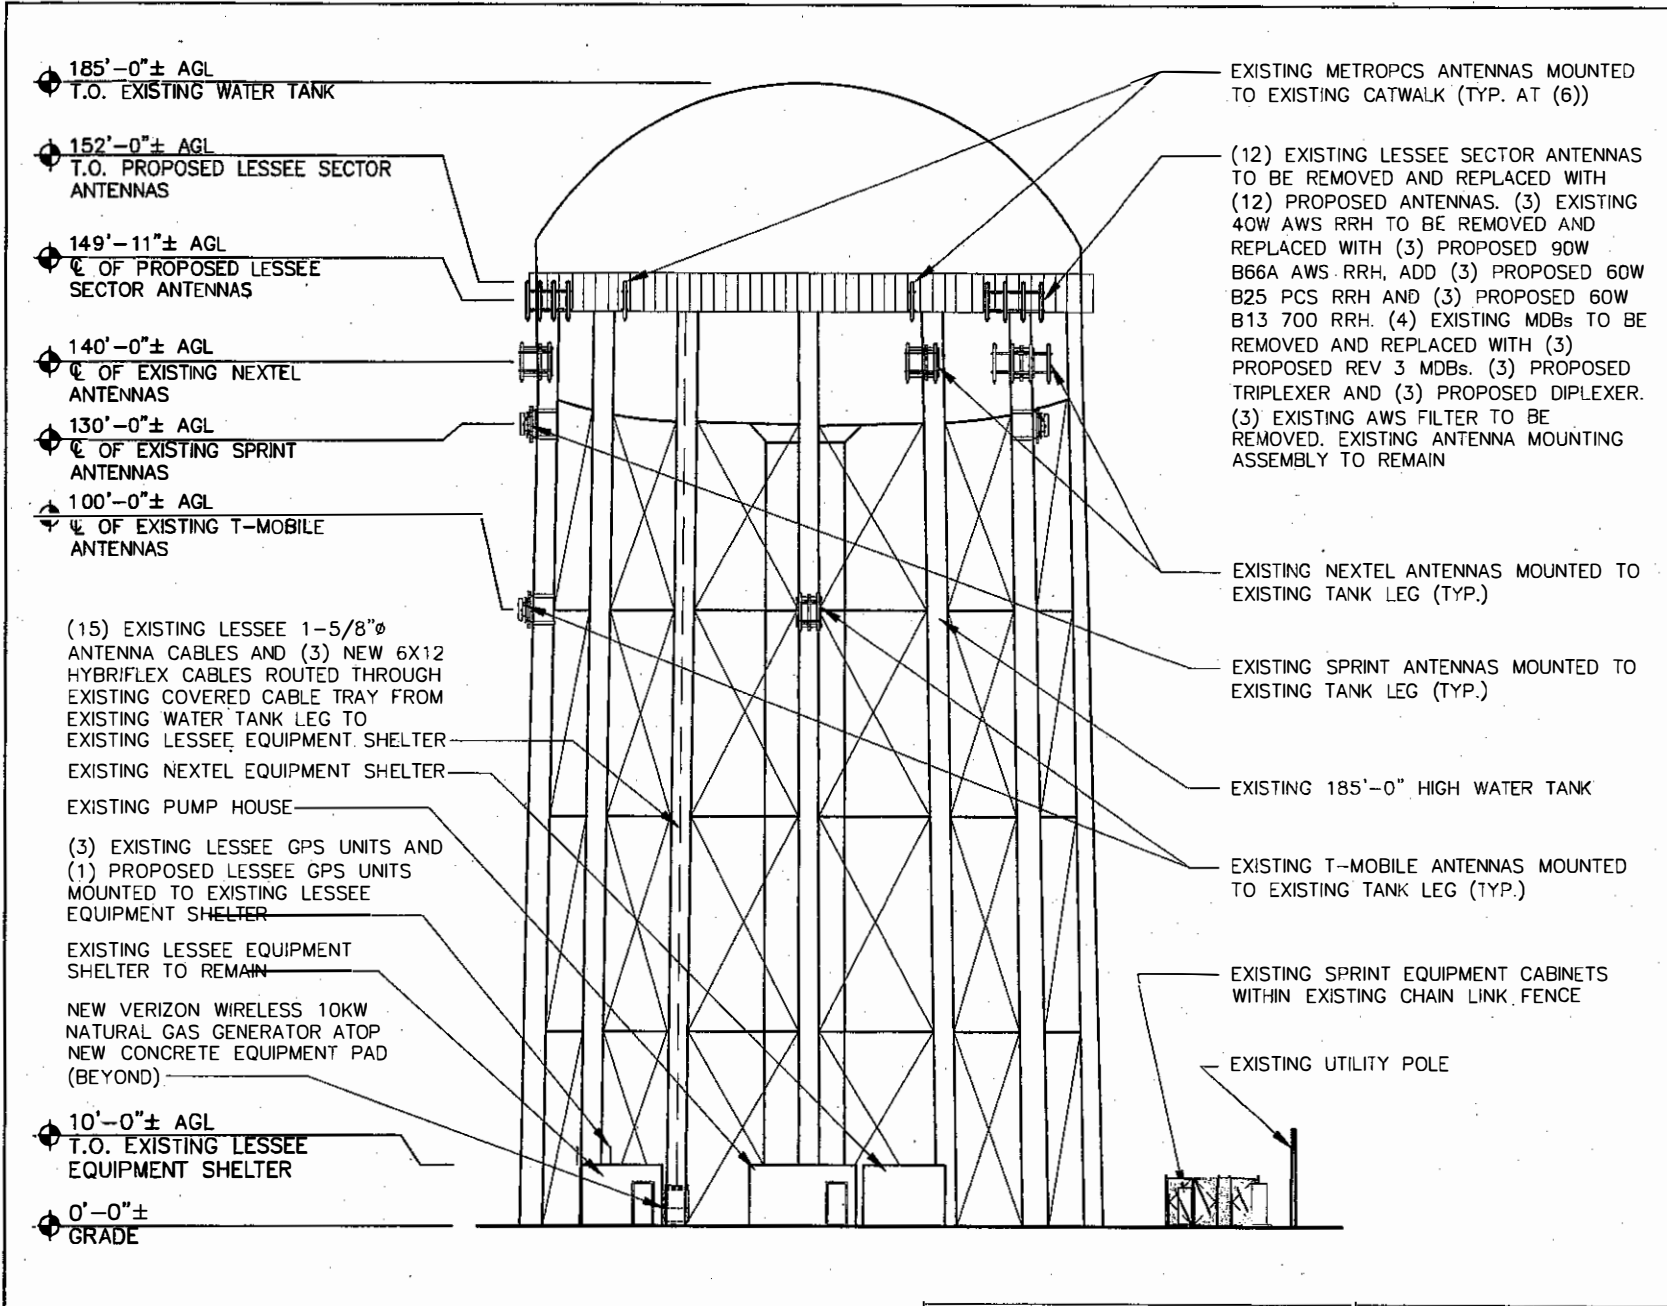 185'-0"± AGL
T.O. EXISTING WATER TANK
152'-0"± AGL
T.O. PROPOSED LESSEE SECTOR
ANTENNAS
149'-11"± AGL
℄ OF PROPOSED LESSEE
SECTOR ANTENNAS
140'-0"± AGL
℄ OF EXISTING NEXTEL
ANTENNAS
130'-0"± AGL
℄ OF EXISTING SPRINT
ANTENNAS
100'-0"± AGL
℄ OF EXISTING T-MOBILE
ANTENNAS
(15) EXISTING LESSEE 1-5/8"ø
ANTENNA CABLES AND (3) NEW 6X12
HYBRIFLEX CABLES ROUTED THROUGH
EXISTING COVERED CABLE TRAY FROM
EXISTING WATER TANK LEG TO
EXISTING LESSEE EQUIPMENT SHELTER
EXISTING NEXTEL EQUIPMENT SHELTER
EXISTING PUMP HOUSE
(3) EXISTING LESSEE GPS UNITS AND
(1) PROPOSED LESSEE GPS UNITS
MOUNTED TO EXISTING LESSEE
EQUIPMENT SHELTER
EXISTING LESSEE EQUIPMENT
SHELTER TO REMAIN
NEW VERIZON WIRELESS 10KW
NATURAL GAS GENERATOR ATOP
NEW CONCRETE EQUIPMENT PAD
(BEYOND)
10'-0"± AGL
T.O. EXISTING LESSEE
EQUIPMENT SHELTER
0'-0"±
GRADE
EXISTING METROPCS ANTENNAS MOUNTED
TO EXISTING CATWALK (TYP. AT (6))
(12) EXISTING LESSEE SECTOR ANTENNAS
TO BE REMOVED AND REPLACED WITH
(12) PROPOSED ANTENNAS. (3) EXISTING
40W AWS RRH TO BE REMOVED AND
REPLACED WITH (3) PROPOSED 90W
B66A AWS RRH, ADD (3) PROPOSED 60W
B25 PCS RRH AND (3) PROPOSED 60W
B13 700 RRH. (4) EXISTING MDBs TO BE
REMOVED AND REPLACED WITH (3)
PROPOSED REV 3 MDBs. (3) PROPOSED
TRIPLEXER AND (3) PROPOSED DIPLEXER.
(3) EXISTING AWS FILTER TO BE
REMOVED. EXISTING ANTENNA MOUNTING
ASSEMBLY TO REMAIN
EXISTING NEXTEL ANTENNAS MOUNTED TO
EXISTING TANK LEG (TYP.)
EXISTING SPRINT ANTENNAS MOUNTED TO
EXISTING TANK LEG (TYP.)
EXISTING 185'-0" HIGH WATER TANK
EXISTING T-MOBILE ANTENNAS MOUNTED
TO EXISTING TANK LEG (TYP.)
EXISTING SPRINT EQUIPMENT CABINETS
WITHIN EXISTING CHAIN LINK FENCE
EXISTING UTILITY POLE